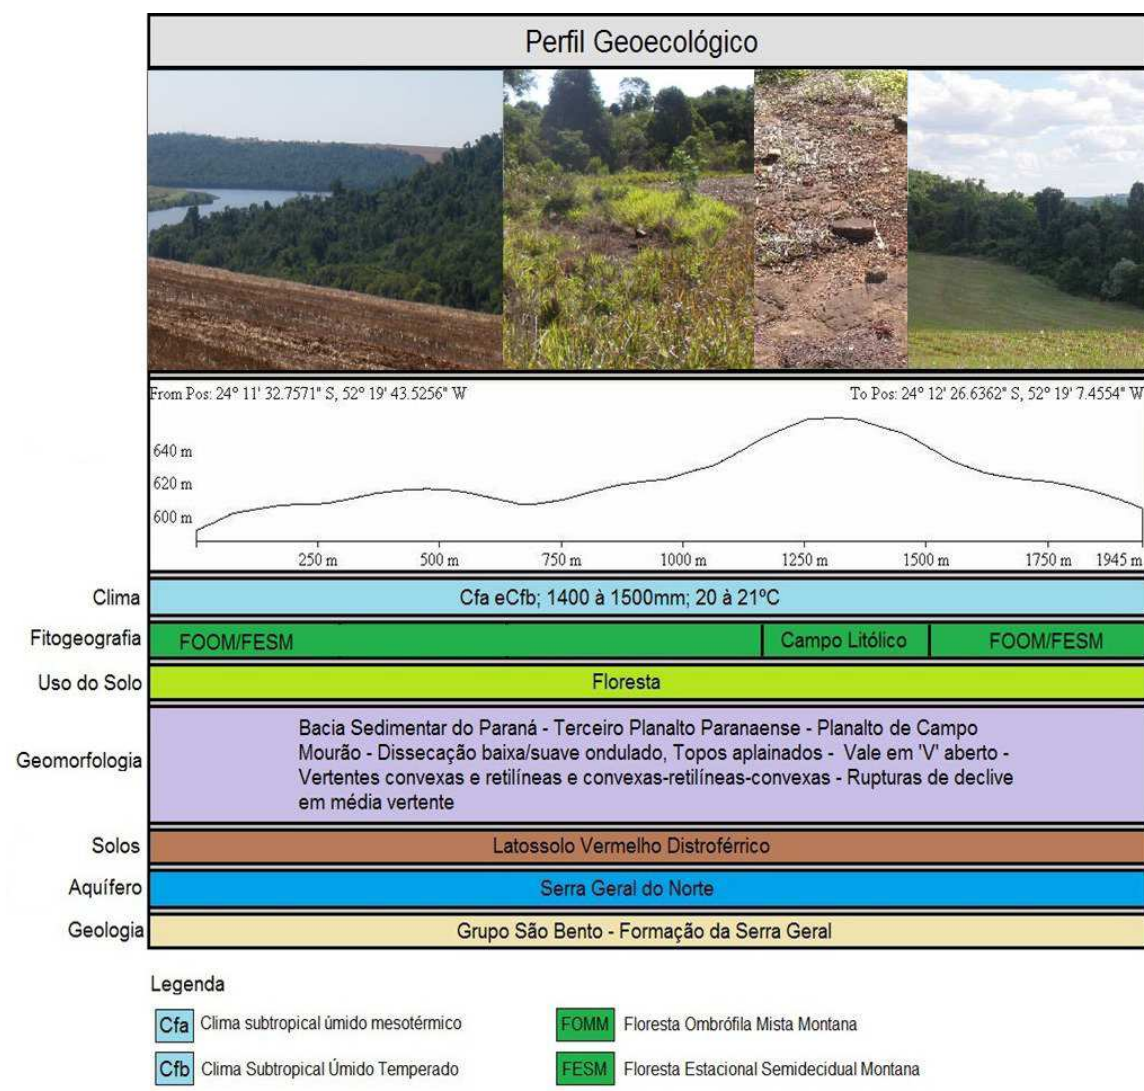 Perfil Geoecológico
From Pos: 24º 11' 32.7571" S, 52º 19' 43.5256" W
To Pos: 24º 12' 26.6362" S, 52º 19' 7.4554" W
640 m
620 m
600 m
250 m
500 m
750 m
1000 m
1250 m
1500 m
1750 m
1945 m
Clima
Cfa eCfb; 1400 à 1500mm; 20 à 21ºC
Fitogeografia
FOOM/FESM
Campo Litólico
FOOM/FESM
Uso do Solo
Floresta
Geomorfologia
Bacia Sedimentar do Paraná - Terceiro Planalto Paranaense - Planalto de Campo
Mourão - Dissecação baixa/suave ondulado, Topos aplainados - Vale em 'V' aberto -
Vertentes convexas e retilíneas e convexas-retilíneas-convexas - Rupturas de declive
em média vertente
Solos
Latossolo Vermelho Distroférrico
Aquífero
Serra Geral do Norte
Geologia
Grupo São Bento - Formação da Serra Geral
Legenda
Cfa Clima subtropical úmido mesotérmico
FOMM Floresta Ombrófila Mista Montana
Cfb Clima Subtropical Úmido Temperado
FESM Floresta Estacional Semidecidual Montana